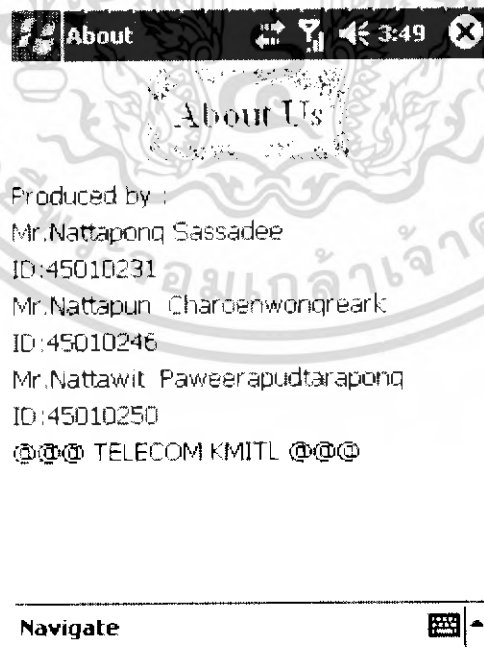 About 3:49
About Us
Produced by :
Mr.Nattapong Sassadee
ID:45010231
Mr.Nattapun Charoenwongreark
ID:45010246
Mr.Nattawit Paweerapudtarapong
ID:45010250
@@@ TELECOM KMITL @@@
Navigate